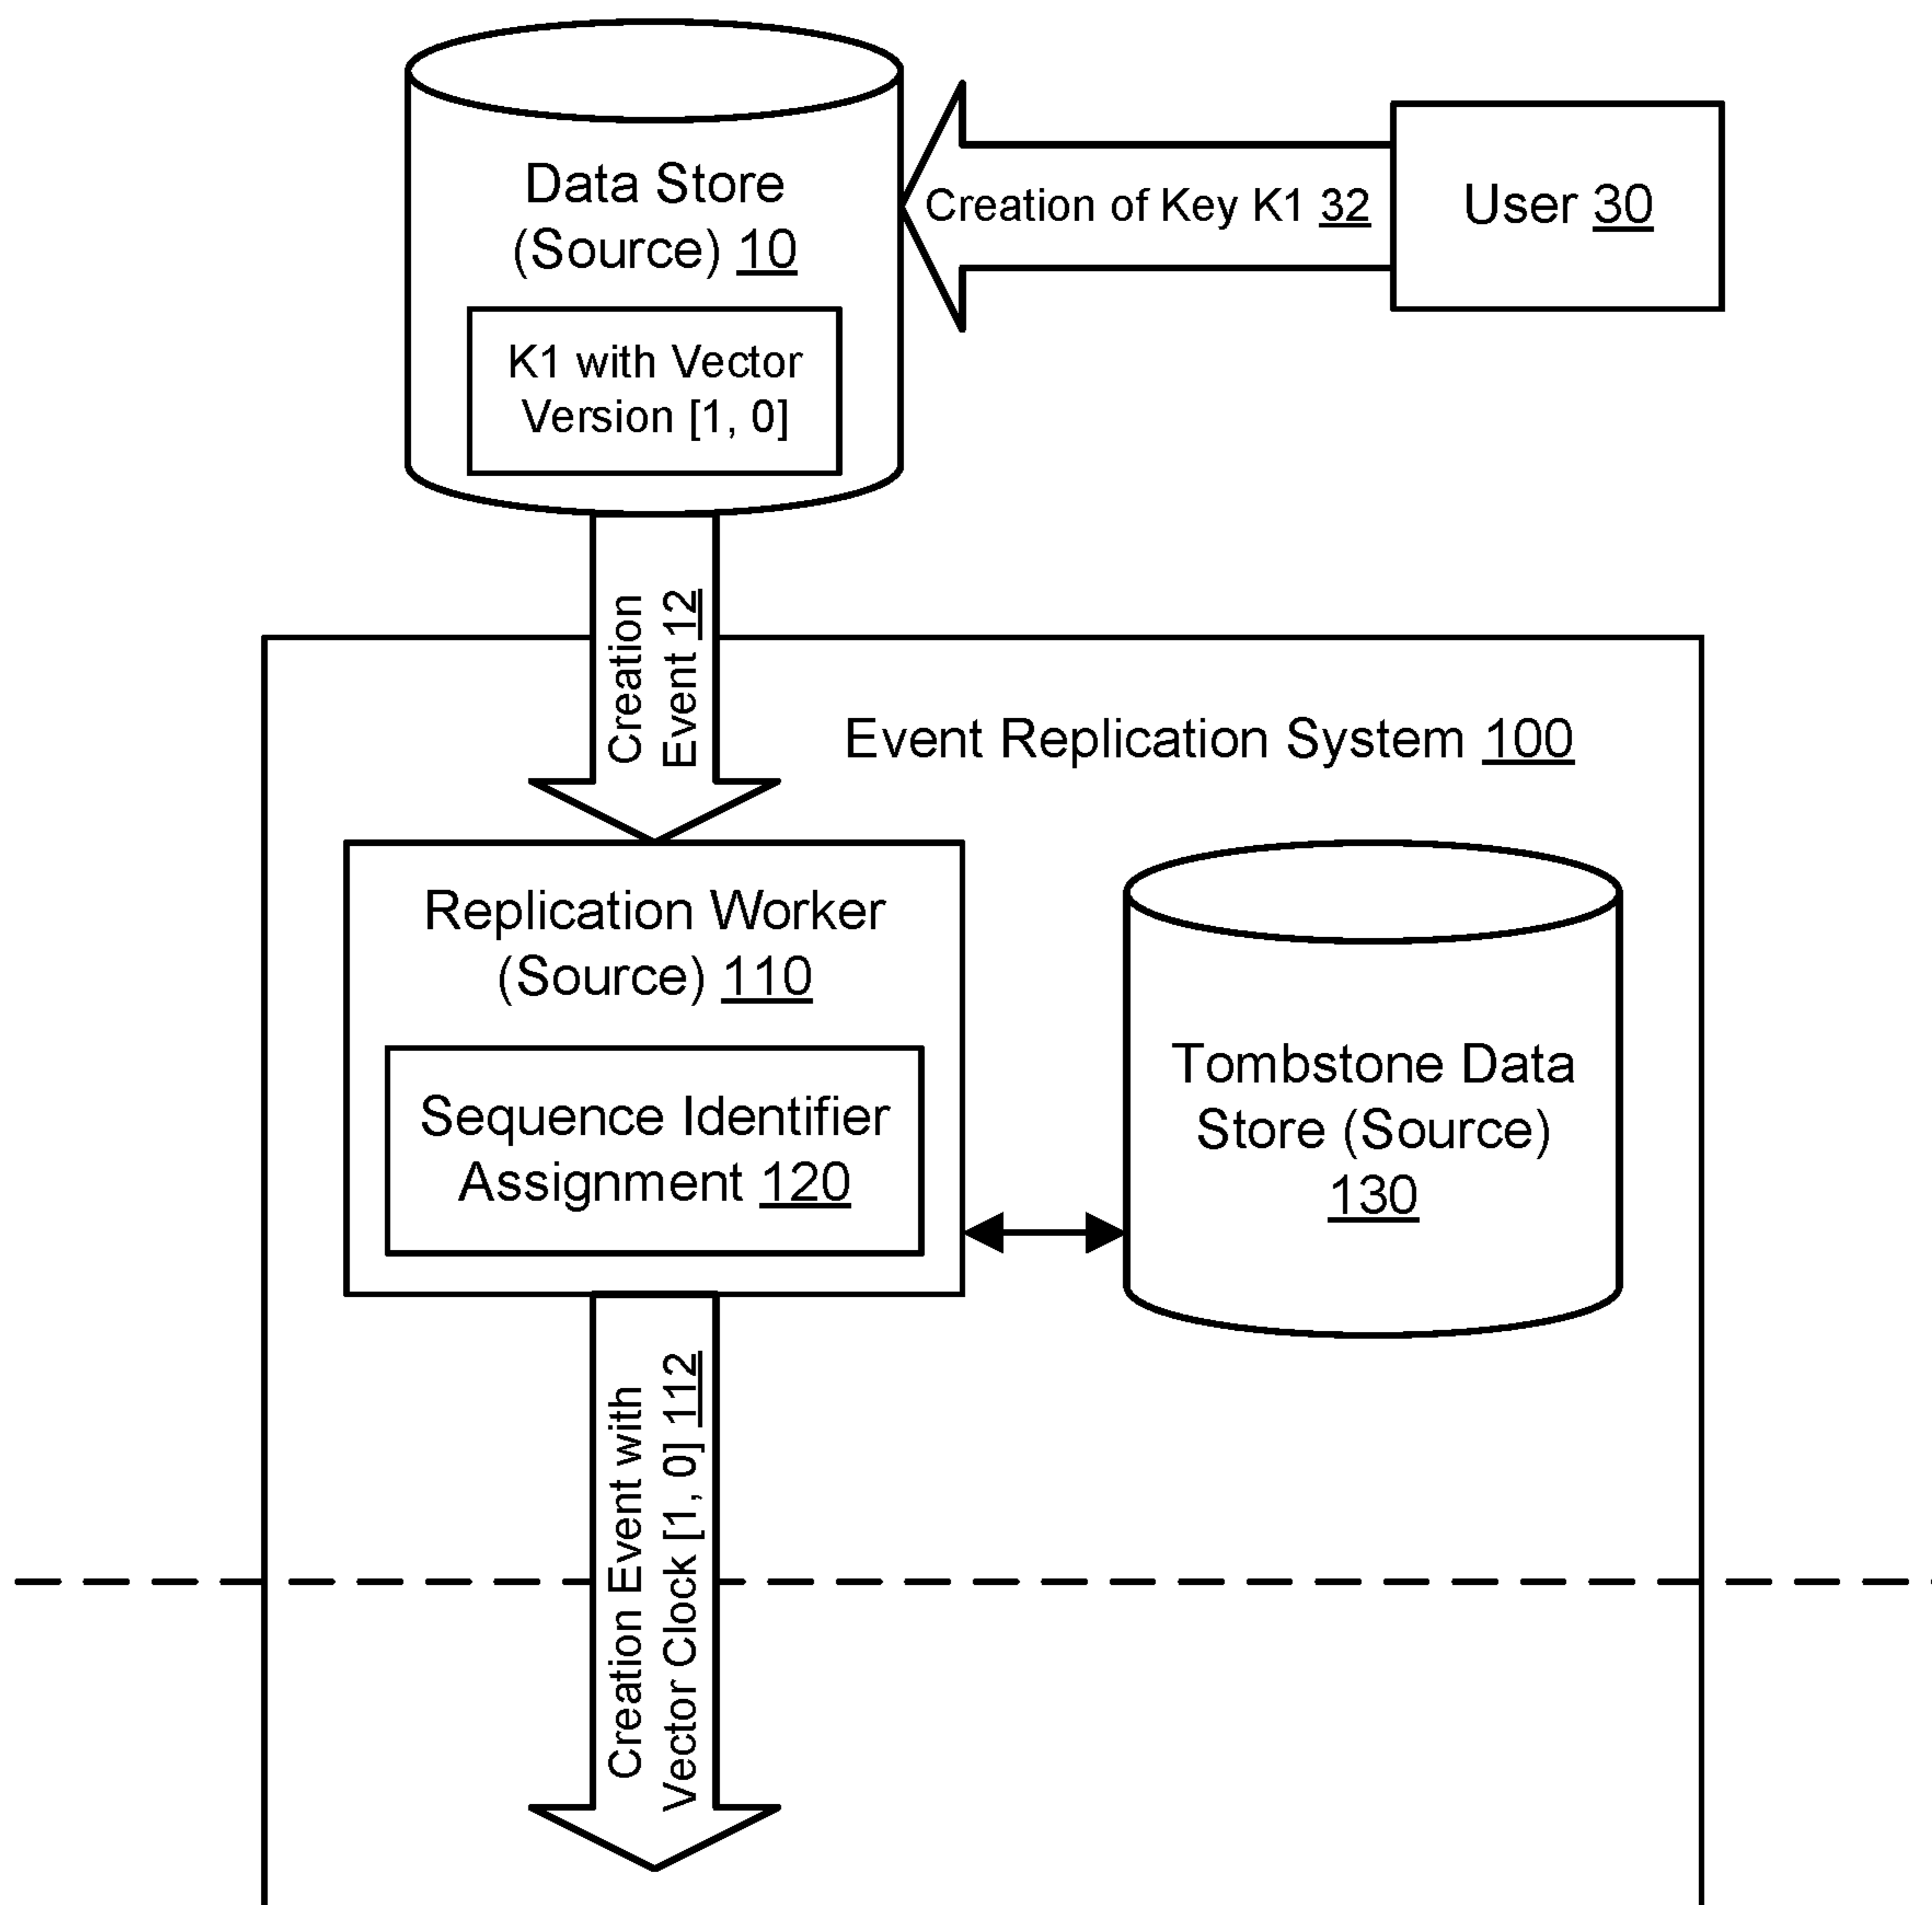 Data Store
(Source) 10
K1 with Vector
Version [1, 0]
Creation of Key K1 32
User 30
Creation
Event 12
Event Replication System 100
Replication Worker
(Source) 110
Sequence Identifier
Assignment 120
Tombstone Data
Store (Source)
130
Creation Event with
Vector Clock [1, 0] 112